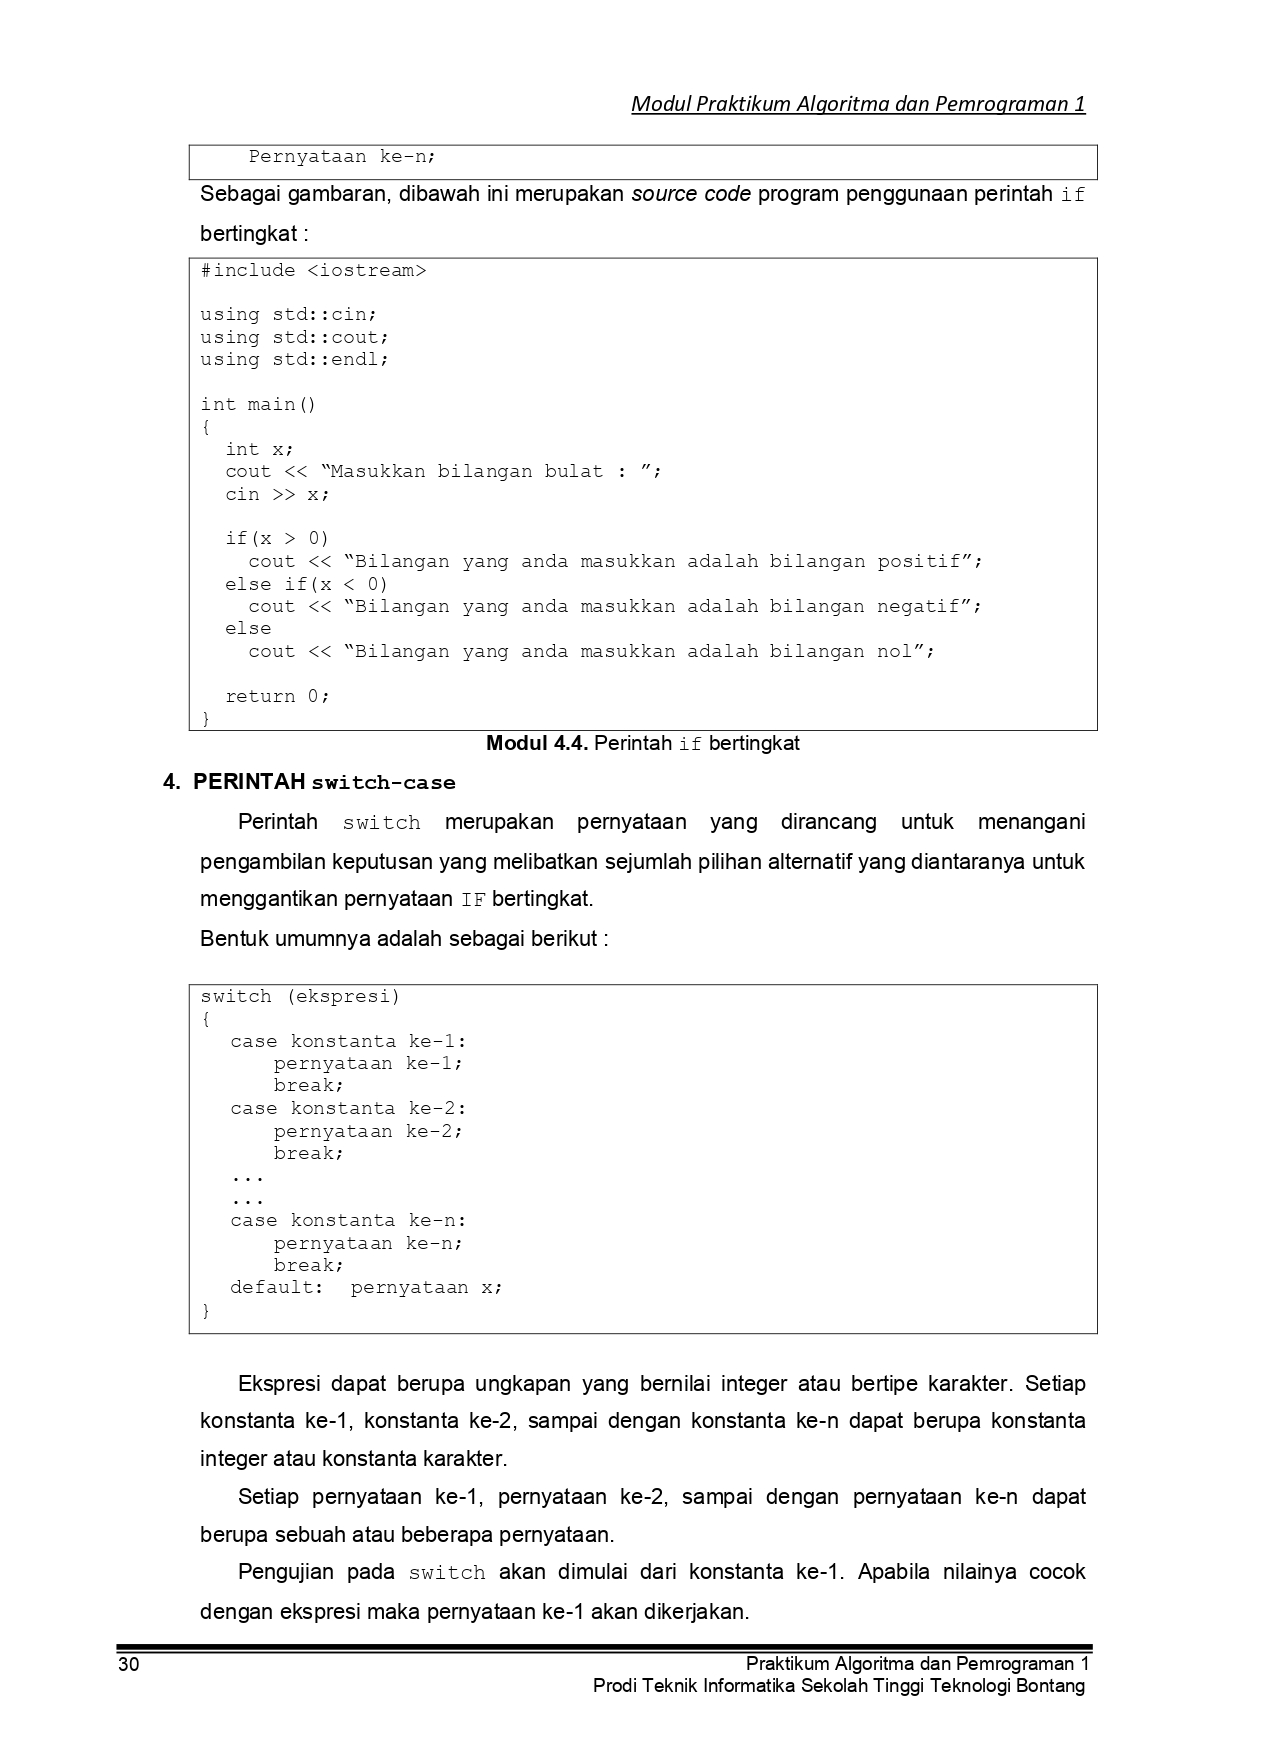 Modul Praktikum Algoritma dan Pemrograman 1
Pernyataan ke-n;
Sebagai gambaran, dibawah ini merupakan source code program penggunaan perintah if
bertingkat :
#include <iostream>
using std::cin;
using std::cout;
using std::endl;
int main()
{
int x;
cout << “Masukkan bilangan bulat : ”;
cin >> x;
if(x > 0)
cout << “Bilangan yang anda masukkan adalah bilangan positif”;
else if(x < 0)
cout << “Bilangan yang anda masukkan adalah bilangan negatif”;
else
cout << “Bilangan yang anda masukkan adalah bilangan nol”;
return 0;
}
Modul 4.4. Perintah if bertingkat
4. PERINTAH switch-case
Perintah switch merupakan pernyataan yang dirancang untuk menangani
pengambilan keputusan yang melibatkan sejumlah pilihan alternatif yang diantaranya untuk
menggantikan pernyataan IF bertingkat.
Bentuk umumnya adalah sebagai berikut :
switch (ekspresi)
{
case konstanta ke-1:
pernyataan ke-1;
break;
case konstanta ke-2:
pernyataan ke-2;
break;
...
...
case konstanta ke-n:
pernyataan ke-n;
break;
default: pernyataan x;
}
Ekspresi dapat berupa ungkapan yang bernilai integer atau bertipe karakter. Setiap
konstanta ke-1, konstanta ke-2, sampai dengan konstanta ke-n dapat berupa konstanta
integer atau konstanta karakter.
Setiap pernyataan ke-1, pernyataan ke-2, sampai dengan pernyataan ke-n dapat
berupa sebuah atau beberapa pernyataan.
Pengujian pada switch akan dimulai dari konstanta ke-1. Apabila nilainya cocok
dengan ekspresi maka pernyataan ke-1 akan dikerjakan.
30
Praktikum Algoritma dan Pemrograman 1
Prodi Teknik Informatika Sekolah Tinggi Teknologi Bontang